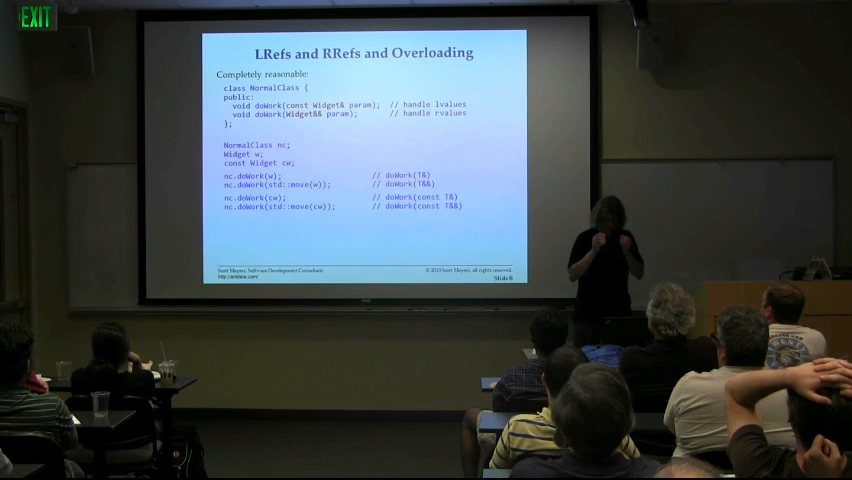 EXIT
LRefs and RRefs and Overloading
Completely reasonable:
class NormalClass {
public:
void doWork(const Widget& param); // handle lvalues
void doWork(Widget&& param); // handle rvalues
};
NormalClass nc;
Widget w;
const Widget cw;
nc.doWork(w); // doWork(T&)
nc.doWork(std::move(w)); // doWork(T&&)
nc.doWork(cw); // doWork(const T&)
nc.doWork(std::move(cw)); // doWork(const T&&)
Scott Meyers, Software Development Consultant © 2013 Scott Meyers, all rights reserved.
http://aristeia.com/ Slide 6